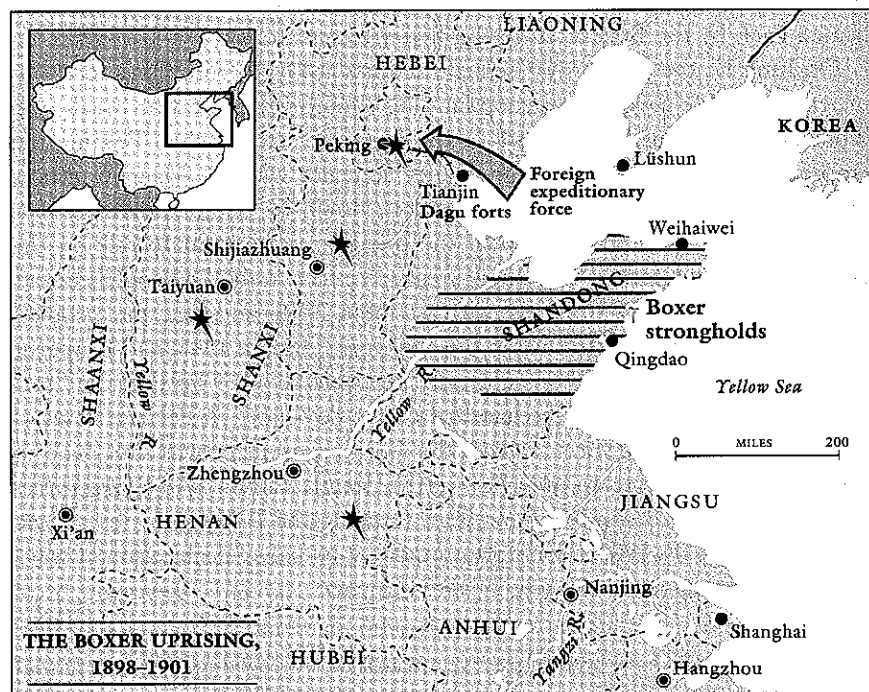 LIAONING
HEBEI
KOREA
Peking
Lüshun
Tianjin
Dagu forts
Foreign
expeditionary
force
Weihaiwei
Shijiazhuang
Taiyuan
SHANDONG
Boxer
strongholds
Qingdao
SHAANXI
Yellow R.
SHANXI
Yellow R.
Yellow Sea
0 MILES 200
Zhengzhou
JIANGSU
HENAN
Xi'an
Nanjing
ANHUI
Yangzi R.
Shanghai
THE BOXER UPRISING,
1898–1901
HUBEI
Hangzhou